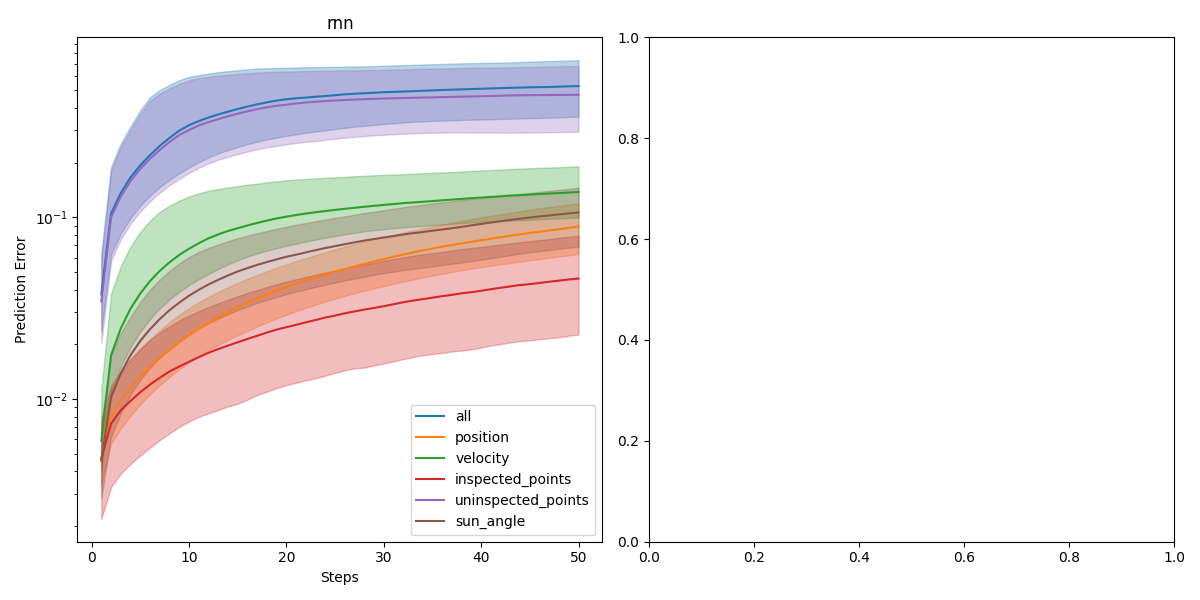 rnn
Prediction Error
10⁻¹
10⁻²
all
position
velocity
inspected_points
uninspected_points
sun_angle
0 10 20 30 40 50
Steps
1.0
0.8
0.6
0.4
0.2
0.0
0.0 0.2 0.4 0.6 0.8 1.0